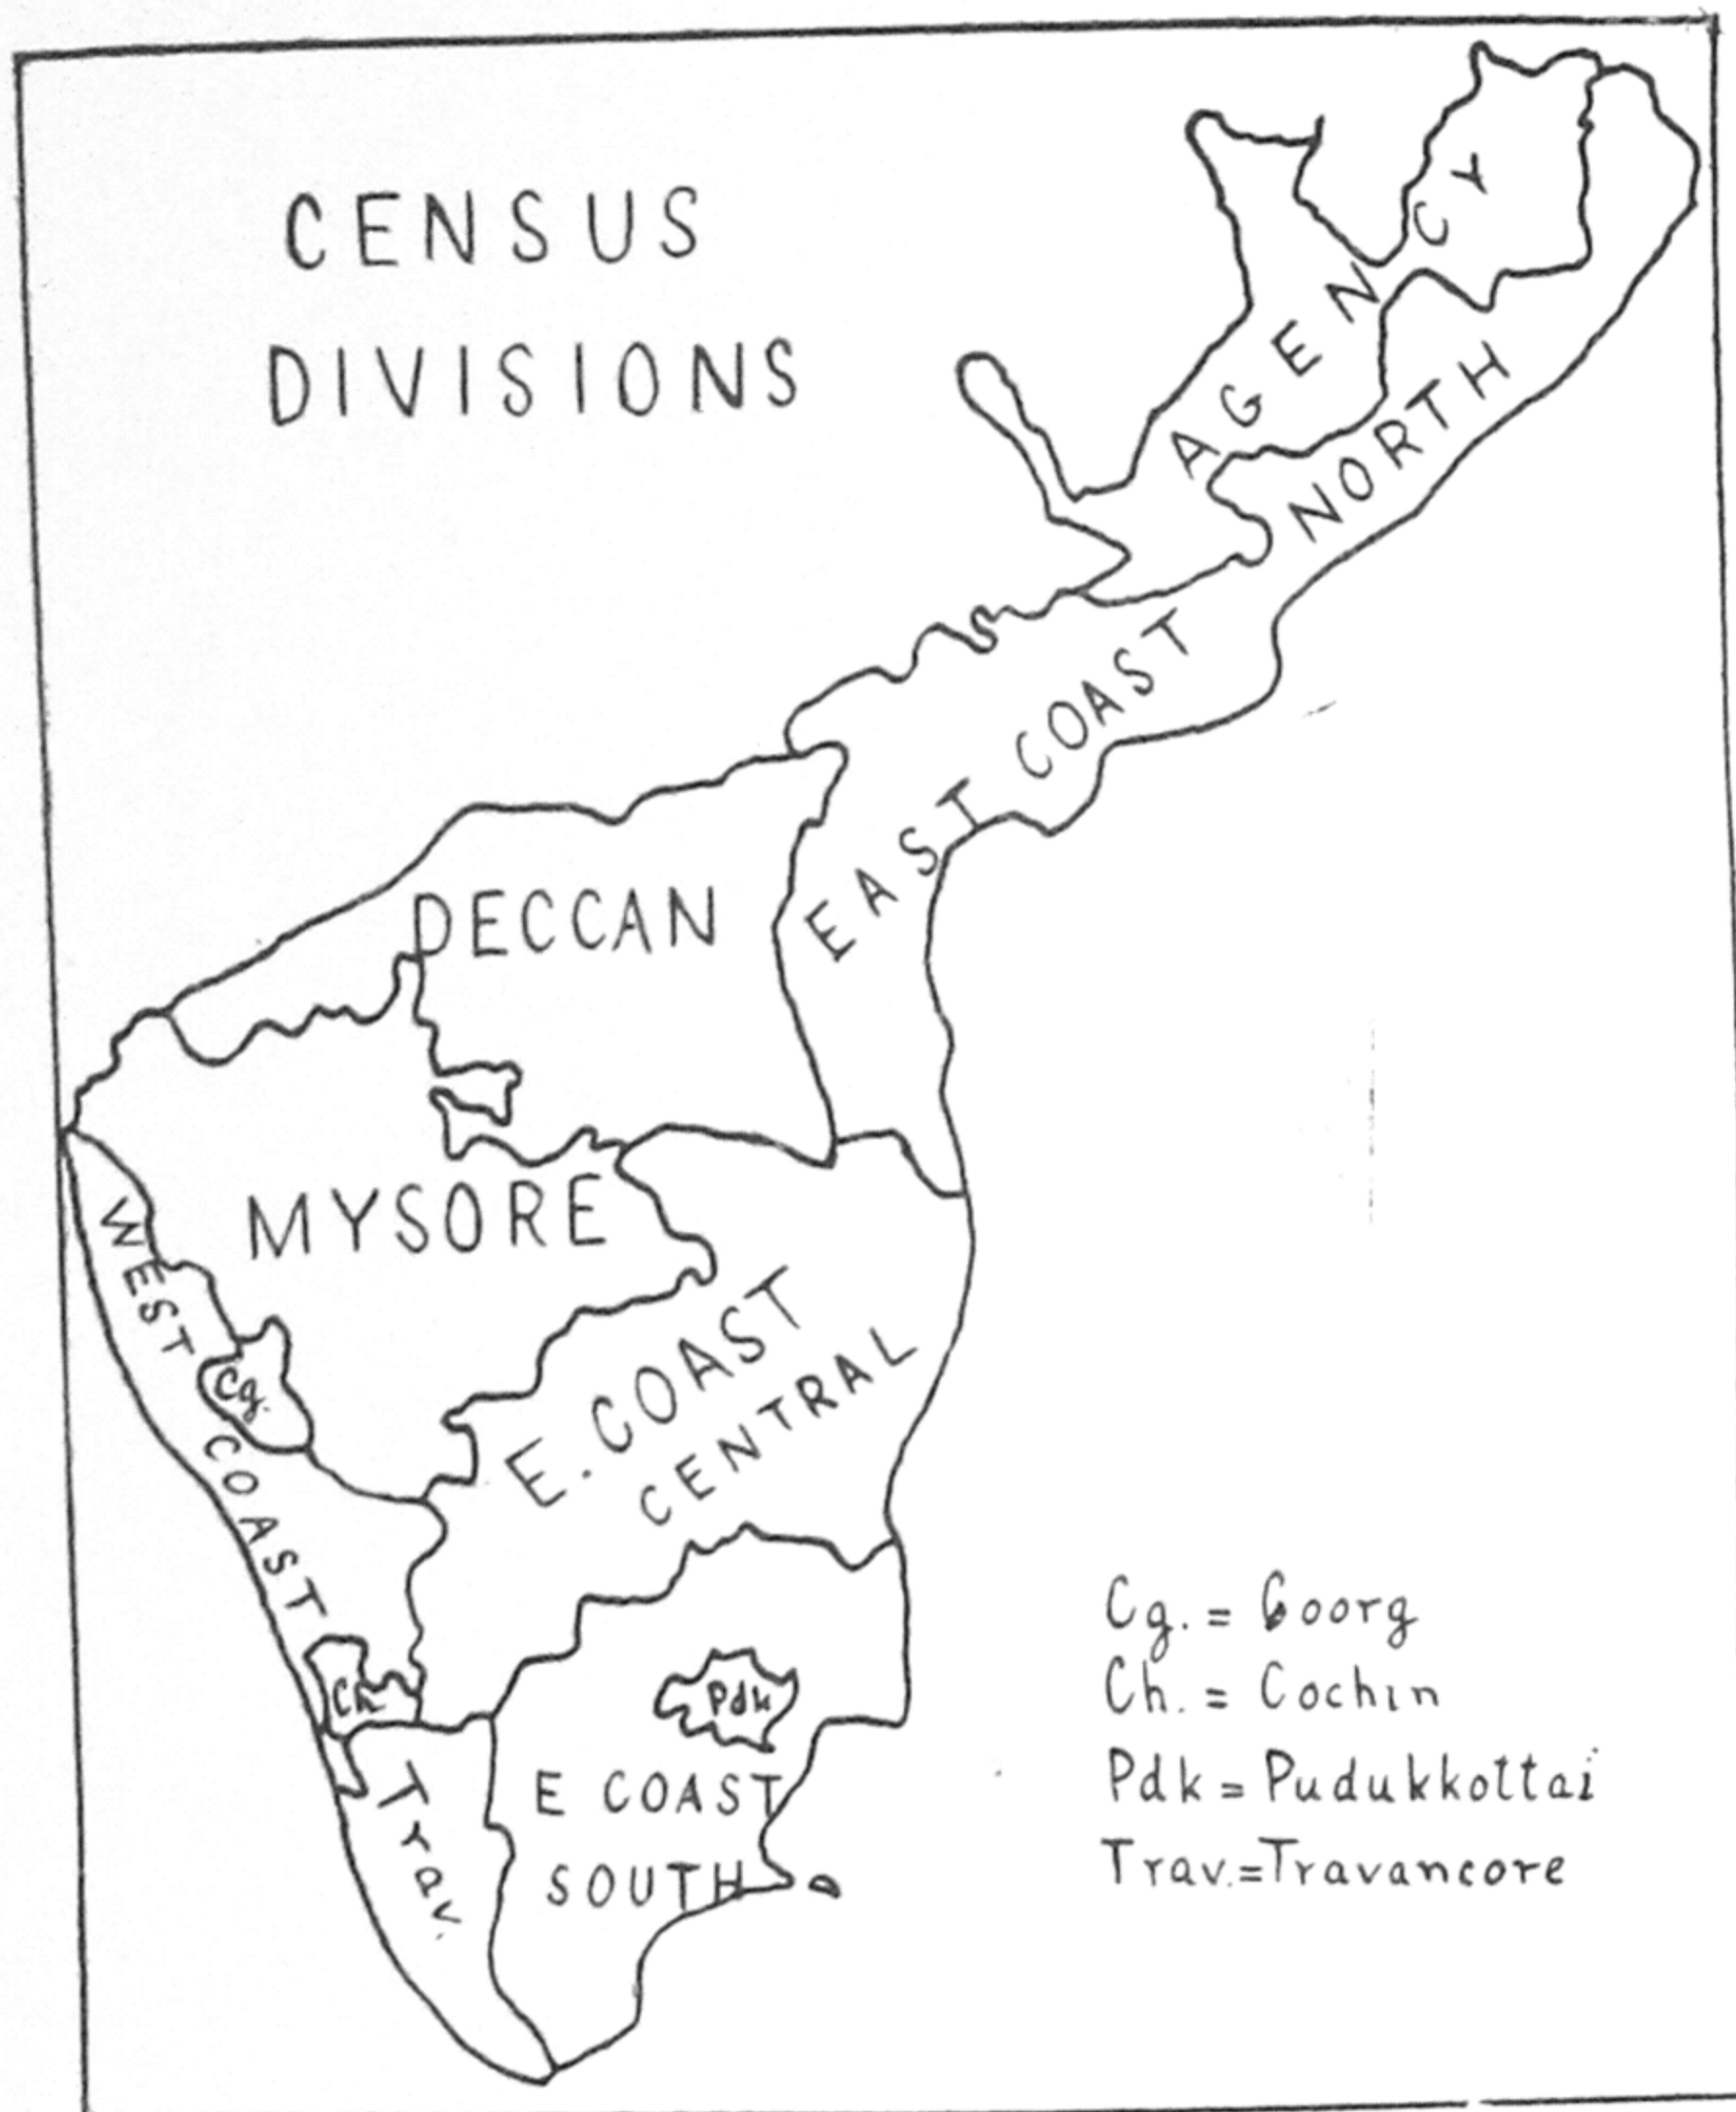 CENSUS
DIVISIONS
AGENCY
EAST COAST NORTH
DECCAN
MYSORE
WEST COAST
Cg.
E. COAST
CENTRAL
Ch
Pdk
Trav.
E COAST
SOUTH
Cg. = Coorg
Ch. = Cochin
Pdk = Pudukkottai
Trav. = Travancore